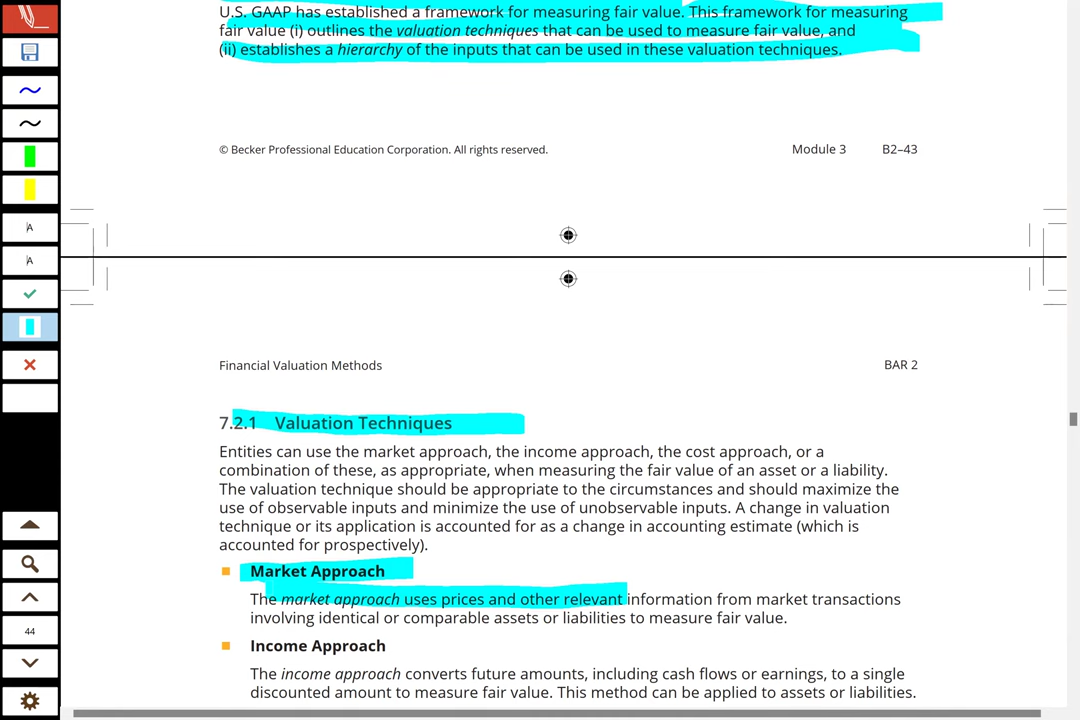 U.S. GAAP has established a framework for measuring fair value. This framework for measuring
fair value (i) outlines the valuation techniques that can be used to measure fair value, and
(ii) establishes a hierarchy of the inputs that can be used in these valuation techniques.
© Becker Professional Education Corporation. All rights reserved.
Module 3
B2–43
Financial Valuation Methods
BAR 2
7.2.1 Valuation Techniques
Entities can use the market approach, the income approach, the cost approach, or a
combination of these, as appropriate, when measuring the fair value of an asset or a liability.
The valuation technique should be appropriate to the circumstances and should maximize the
use of observable inputs and minimize the use of unobservable inputs. A change in valuation
technique or its application is accounted for as a change in accounting estimate (which is
accounted for prospectively).
Market Approach
The market approach uses prices and other relevant information from market transactions
involving identical or comparable assets or liabilities to measure fair value.
Income Approach
The income approach converts future amounts, including cash flows or earnings, to a single
discounted amount to measure fair value. This method can be applied to assets or liabilities.
A
A
44